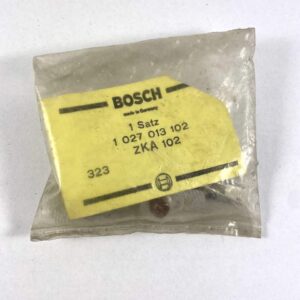 BOSCH
made in Germany
1 Satz
1 027 013 102
ZKA 102
323